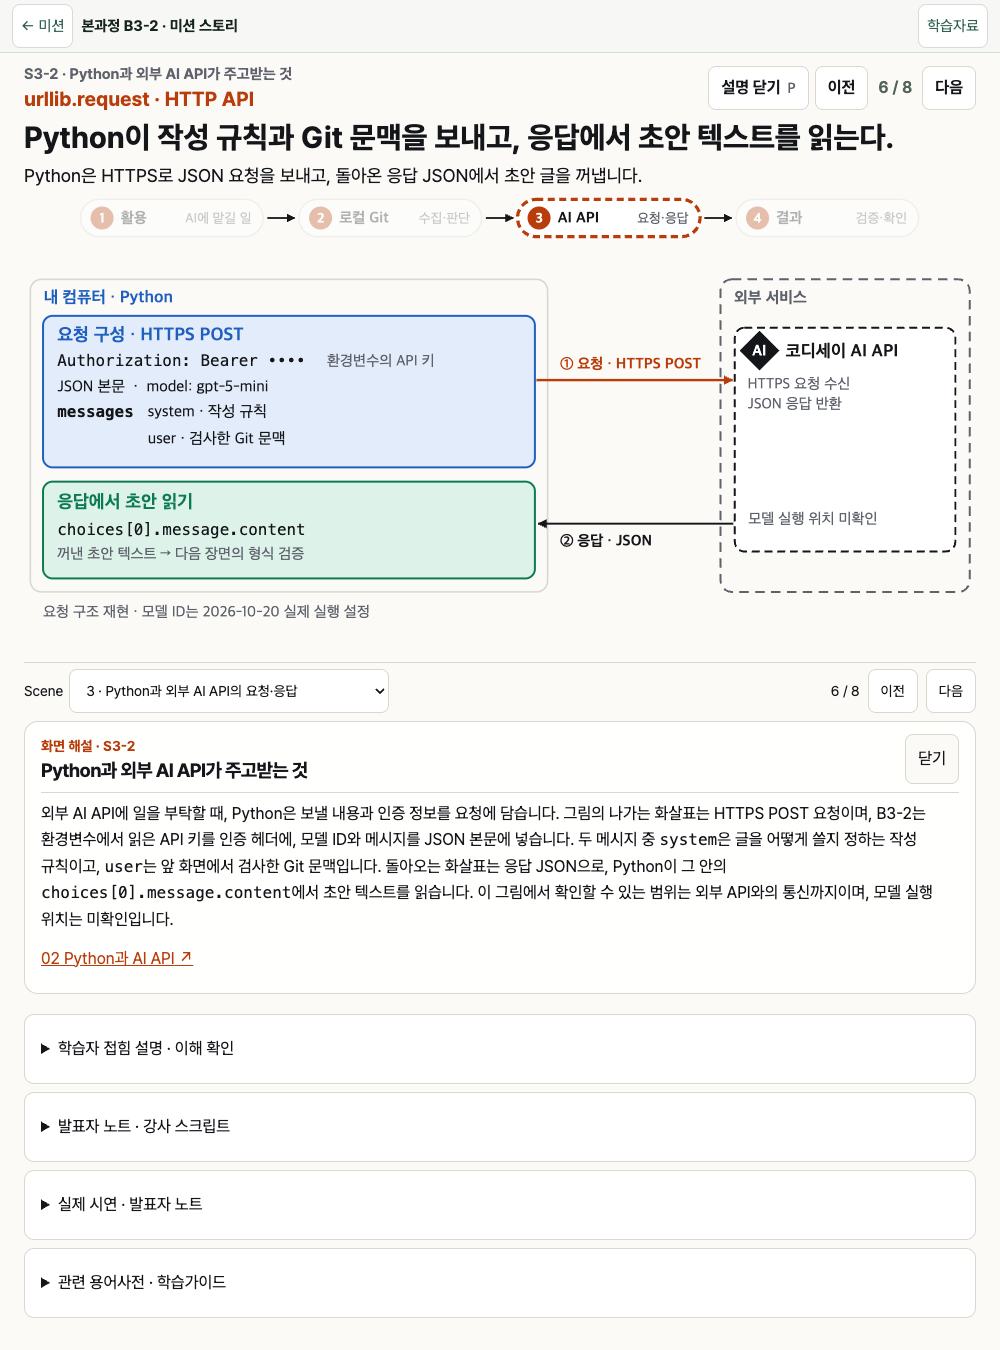 ← 미션
본과정 B3-2 · 미션 스토리
학습자료
S3-2 · Python과 외부 AI API가 주고받는 것
urllib.request · HTTP API
설명 닫기 P
이전
6 / 8
다음
Python이 작성 규칙과 Git 문맥을 보내고, 응답에서 초안 텍스트를 읽는다.
Python은 HTTPS로 JSON 요청을 보내고, 돌아온 응답 JSON에서 초안 글을 꺼냅니다.
1 활용 AI에 맡길 일
2 로컬 Git 수집·판단
3 AI API 요청·응답
4 결과 검증·확인
내 컴퓨터 · Python
요청 구성 · HTTPS POST
Authorization: Bearer •••• 환경변수의 API 키
JSON 본문 · model: gpt-5-mini
messages system · 작성 규칙
user · 검사한 Git 문맥
응답에서 초안 읽기
choices[0].message.content
꺼낸 초안 텍스트 → 다음 장면의 형식 검증
① 요청 · HTTPS POST
② 응답 · JSON
외부 서비스
AI 코디세이 AI API
HTTPS 요청 수신
JSON 응답 반환
모델 실행 위치 미확인
요청 구조 재현 · 모델 ID는 2026-10-20 실제 실행 설정
Scene
3 · Python과 외부 AI API의 요청·응답
6 / 8
이전
다음
화면 해설 · S3-2
Python과 외부 AI API가 주고받는 것
닫기
외부 AI API에 일을 부탁할 때, Python은 보낼 내용과 인증 정보를 요청에 담습니다. 그림의 나가는 화살표는 HTTPS POST 요청이며, B3-2는
환경변수에서 읽은 API 키를 인증 헤더에, 모델 ID와 메시지를 JSON 본문에 넣습니다. 두 메시지 중 system은 글을 어떻게 쓸지 정하는 작성
규칙이고, user는 앞 화면에서 검사한 Git 문맥입니다. 돌아오는 화살표는 응답 JSON으로, Python이 그 안의
choices[0].message.content에서 초안 텍스트를 읽습니다. 이 그림에서 확인할 수 있는 범위는 외부 API와의 통신까지이며, 모델 실행
위치는 미확인입니다.
02 Python과 AI API ↗
▶ 학습자 접힘 설명 · 이해 확인
▶ 발표자 노트 · 강사 스크립트
▶ 실제 시연 · 발표자 노트
▶ 관련 용어사전 · 학습가이드